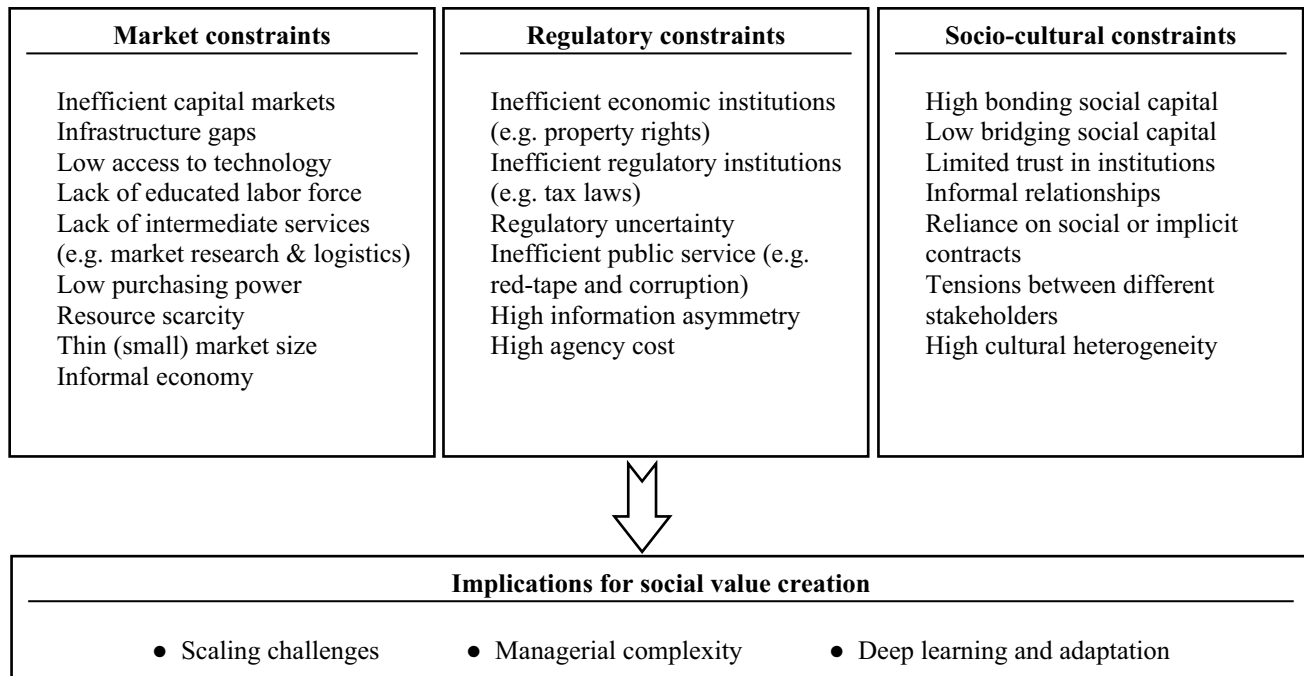 Market constraints
Inefficient capital markets
Infrastructure gaps
Low access to technology
Lack of educated labor force
Lack of intermediate services
(e.g. market research & logistics)
Low purchasing power
Resource scarcity
Thin (small) market size
Informal economy
Regulatory constraints
Inefficient economic institutions
(e.g. property rights)
Inefficient regulatory institutions
(e.g. tax laws)
Regulatory uncertainty
Inefficient public service (e.g.
red-tape and corruption)
High information asymmetry
High agency cost
Socio-cultural constraints
High bonding social capital
Low bridging social capital
Limited trust in institutions
Informal relationships
Reliance on social or implicit
contracts
Tensions between different
stakeholders
High cultural heterogeneity
Implications for social value creation
● Scaling challenges ● Managerial complexity ● Deep learning and adaptation